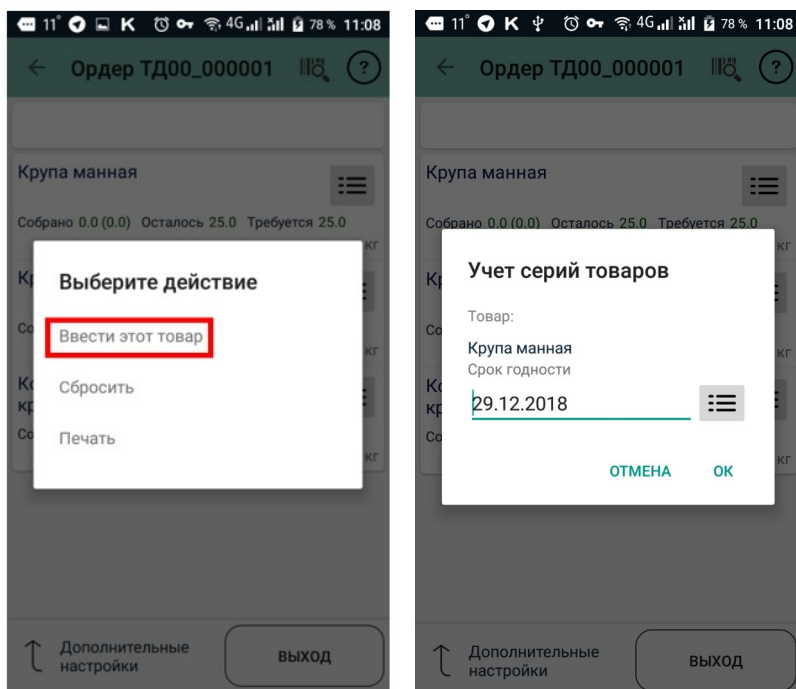 11° K 4G 78 % 11:08
Ордер ТД00_000001 ?
Крупа манная
Собрано 0.0 (0.0) Осталось 25.0 Требуется 25.0
кг
Выберите действие
Ввести этот товар
кг
Сбросить
Печать
кг
Дополнительные
настройки
ВЫХОД
11° K 4G 78 % 11:08
Ордер ТД00_000001 ?
Крупа манная
Собрано 0.0 (0.0) Осталось 25.0 Требуется 25.0
кг
Учет серий товаров
Товар:
Крупа манная
кг
Срок годности
29.12.2018
кг
ОТМЕНА ОК
Дополнительные
настройки
ВЫХОД